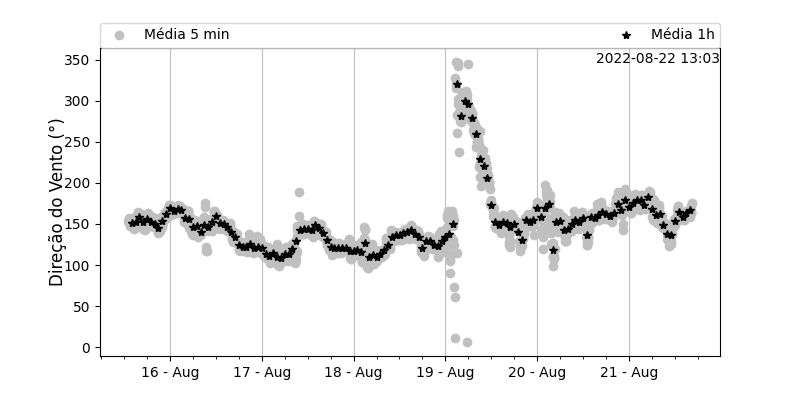 Média 5 min
Média 1h
2022-08-22 13:03
Direção do Vento (°)
350
300
250
200
150
100
50
0
16 - Aug
17 - Aug
18 - Aug
19 - Aug
20 - Aug
21 - Aug